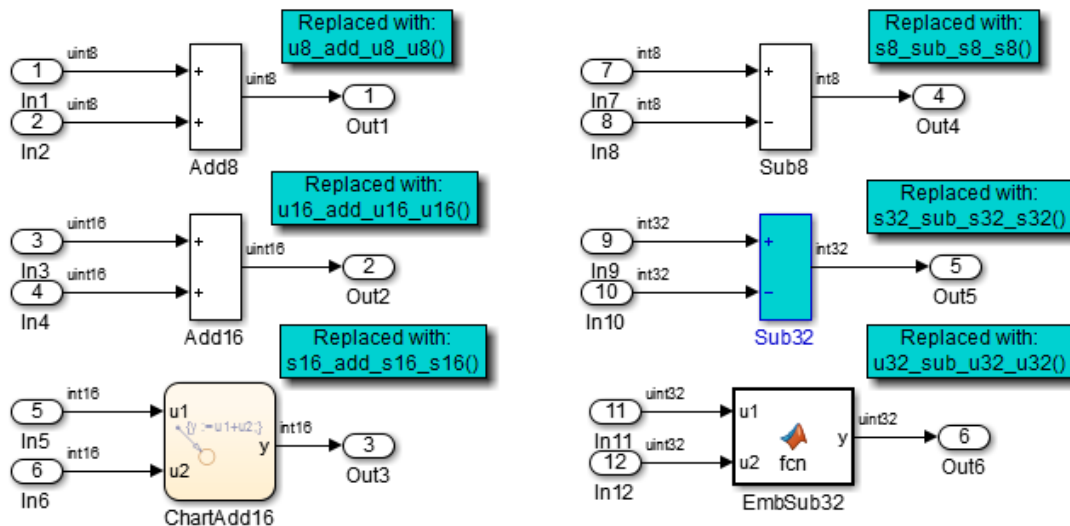 Replaced with:
u8_add_u8_u8()
uint8
1
In1
uint8
2
In2
+
+
Add8
uint8
1
Out1
Replaced with:
s8_sub_s8_s8()
int8
7
In7
int8
8
In8
+
−
Sub8
int8
4
Out4
Replaced with:
u16_add_u16_u16()
uint16
3
In3
uint16
4
In4
+
+
Add16
uint16
2
Out2
Replaced with:
s32_sub_s32_s32()
int32
9
In9
int32
10
In10
+
−
Sub32
int32
5
Out5
Replaced with:
s16_add_s16_s16()
int16
5
In5
int16
6
In6
u1
{y :=u1+u2;}
y
u2
ChartAdd16
int16
3
Out3
Replaced with:
u32_sub_u32_u32()
uint32
11
In11
uint32
12
In12
u1
y
u2
fcn
EmbSub32
uint32
6
Out6